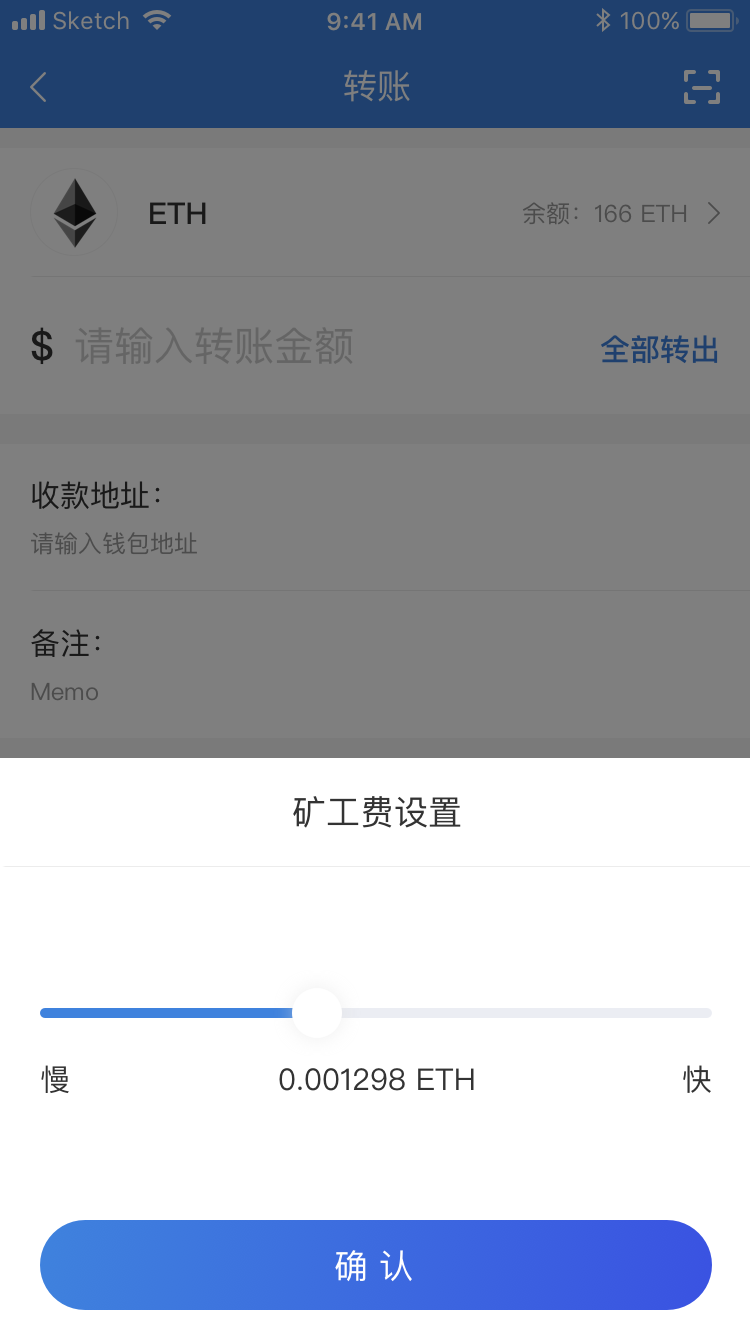 Sketch 9:41 AM 100%
转账
ETH 余额：166 ETH
$ 请输入转账金额 全部转出
收款地址：
请输入钱包地址
备注：
Memo
矿工费设置
慢 0.001298 ETH 快
确 认